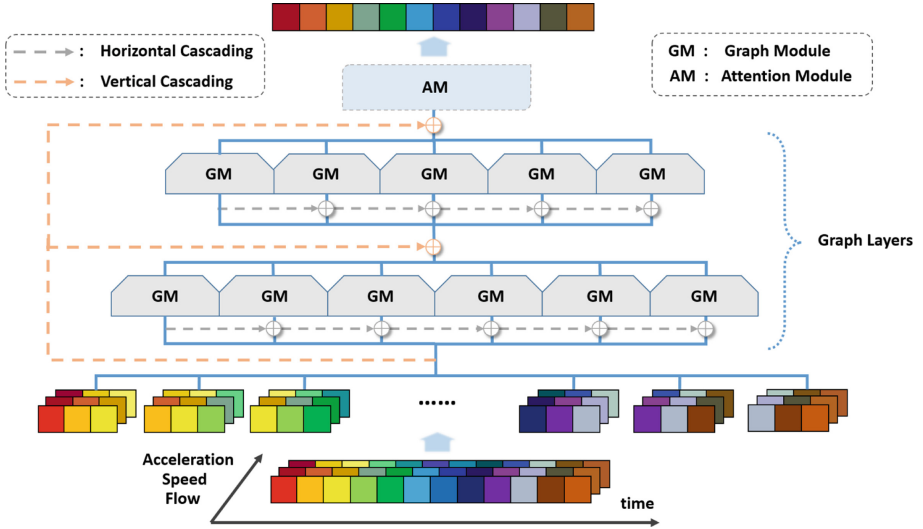 : Horizontal Cascading
: Vertical Cascading
GM : Graph Module
AM : Attention Module
AM
GM GM GM GM GM
Graph Layers
GM GM GM GM GM GM
......
Acceleration
Speed
Flow
time